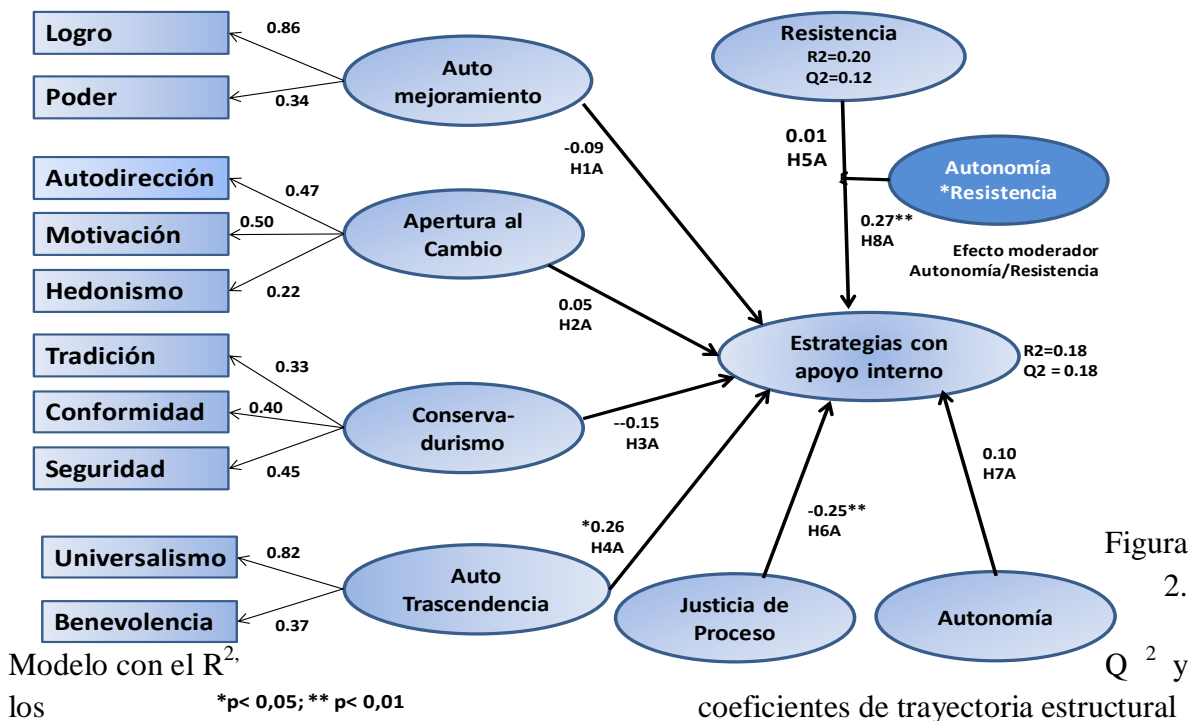 Logro
Poder
0.86
0.34
Auto
mejoramiento
Autodirección
Motivación
Hedonismo
0.47
0.50
0.22
Apertura al
Cambio
Tradición
Conformidad
Seguridad
0.33
0.40
0.45
Conserva-
durismo
Universalismo
Benevolencia
0.82
0.37
Auto
Trascendencia
-0.09
H1A
0.05
H2A
--0.15
H3A
*0.26
H4A
Resistencia
R2=0.20
Q2=0.12
0.01
H5A
Autonomía
*Resistencia
0.27**
H8A
Efecto moderador
Autonomía/Resistencia
Estrategias con
apoyo interno
R2=0.18
Q2 = 0.18
-0.25**
H6A
0.10
H7A
Justicia de
Proceso
Autonomía
Figura
2.
Modelo con el R2, Q 2 y
los *p< 0,05; ** p< 0,01 coeficientes de trayectoria estructural